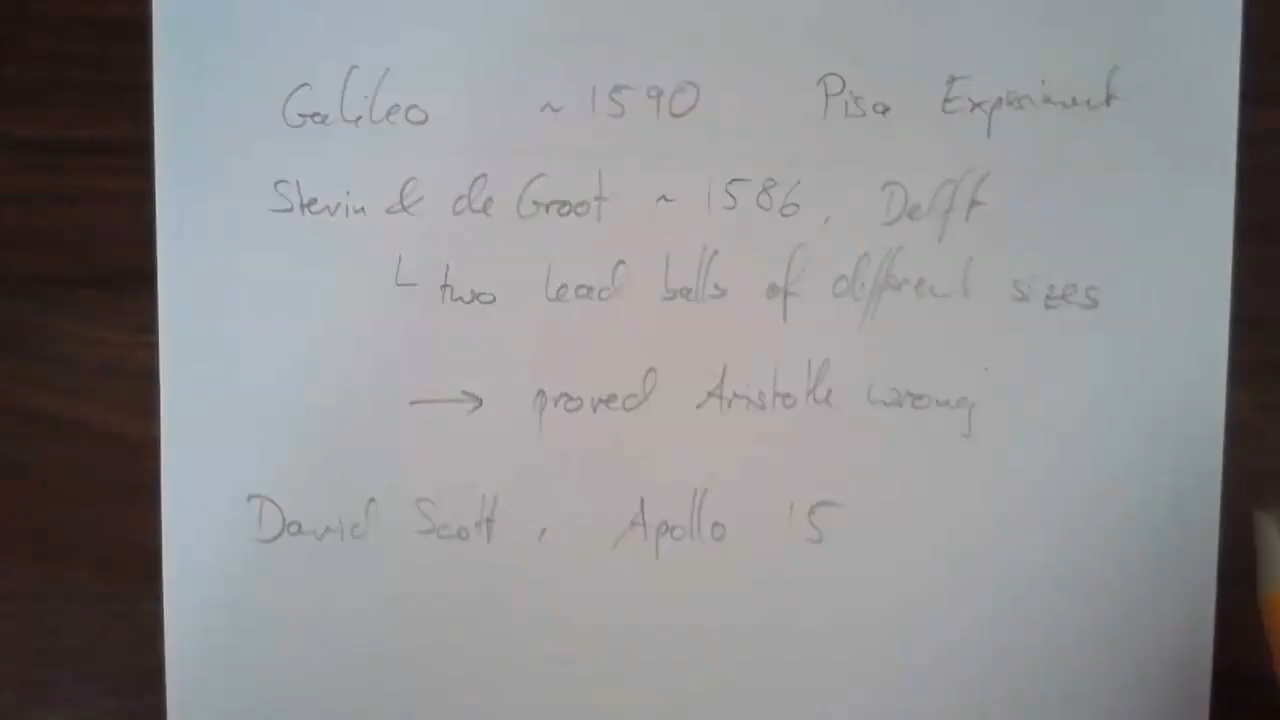 Galileo ~1590 Pisa Experiment
Stevin & de Groot ~ 1586, Delft
└ two lead balls of different sizes
→ proved Aristotle wrong
David Scott, Apollo 15